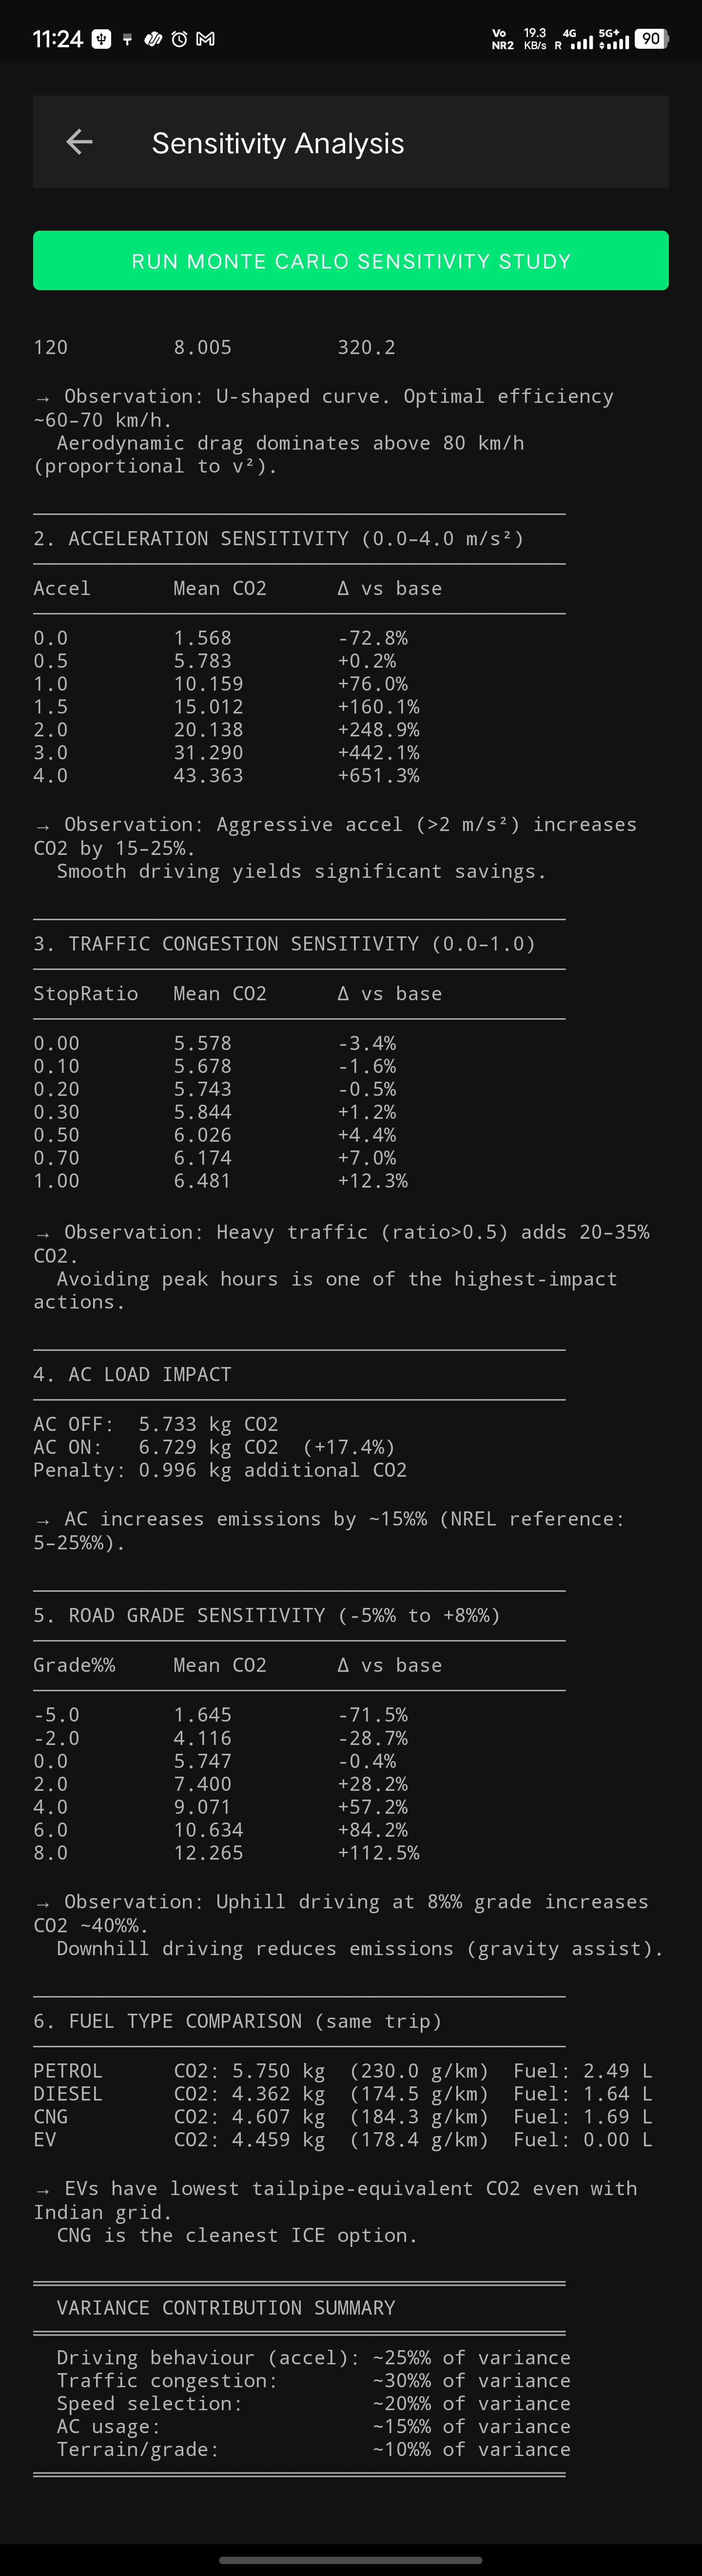 11:24
Vo NR2 19.3 KB/s R 4G 5G+ 90
Sensitivity Analysis
RUN MONTE CARLO SENSITIVITY STUDY
120 8.005 320.2
→ Observation: U-shaped curve. Optimal efficiency
~60–70 km/h.
Aerodynamic drag dominates above 80 km/h
(proportional to v²).
2. ACCELERATION SENSITIVITY (0.0–4.0 m/s²)
Accel Mean CO2 Δ vs base
0.0 1.568 -72.8%
0.5 5.783 +0.2%
1.0 10.159 +76.0%
1.5 15.012 +160.1%
2.0 20.138 +248.9%
3.0 31.290 +442.1%
4.0 43.363 +651.3%
→ Observation: Aggressive accel (>2 m/s²) increases
CO2 by 15–25%.
Smooth driving yields significant savings.
3. TRAFFIC CONGESTION SENSITIVITY (0.0–1.0)
StopRatio Mean CO2 Δ vs base
0.00 5.578 -3.4%
0.10 5.678 -1.6%
0.20 5.743 -0.5%
0.30 5.844 +1.2%
0.50 6.026 +4.4%
0.70 6.174 +7.0%
1.00 6.481 +12.3%
→ Observation: Heavy traffic (ratio>0.5) adds 20–35%
CO2.
Avoiding peak hours is one of the highest-impact
actions.
4. AC LOAD IMPACT
AC OFF: 5.733 kg CO2
AC ON: 6.729 kg CO2 (+17.4%)
Penalty: 0.996 kg additional CO2
→ AC increases emissions by ~15%% (NREL reference:
5–25%%).
5. ROAD GRADE SENSITIVITY (-5%% to +8%%)
Grade%% Mean CO2 Δ vs base
-5.0 1.645 -71.5%
-2.0 4.116 -28.7%
0.0 5.747 -0.4%
2.0 7.400 +28.2%
4.0 9.071 +57.2%
6.0 10.634 +84.2%
8.0 12.265 +112.5%
→ Observation: Uphill driving at 8%% grade increases
CO2 ~40%%.
Downhill driving reduces emissions (gravity assist).
6. FUEL TYPE COMPARISON (same trip)
PETROL CO2: 5.750 kg (230.0 g/km) Fuel: 2.49 L
DIESEL CO2: 4.362 kg (174.5 g/km) Fuel: 1.64 L
CNG CO2: 4.607 kg (184.3 g/km) Fuel: 1.69 L
EV CO2: 4.459 kg (178.4 g/km) Fuel: 0.00 L
→ EVs have lowest tailpipe-equivalent CO2 even with
Indian grid.
CNG is the cleanest ICE option.
VARIANCE CONTRIBUTION SUMMARY
Driving behaviour (accel): ~25%% of variance
Traffic congestion: ~30%% of variance
Speed selection: ~20%% of variance
AC usage: ~15%% of variance
Terrain/grade: ~10%% of variance